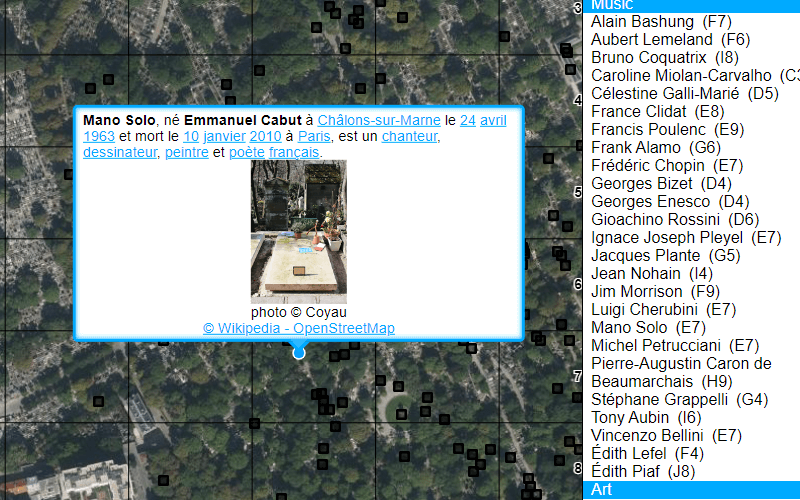 Mano Solo, né Emmanuel Cabut à Châlons-sur-Marne le 24 avril
1963 et mort le 10 janvier 2010 à Paris, est un chanteur,
dessinateur, peintre et poète français.
photo © Coyau
© Wikipedia - OpenStreetMap
3
4
5
6
7
8
Music
Alain Bashung (F7)
Aubert Lemeland (F6)
Bruno Coquatrix (I8)
Caroline Miolan-Carvalho (C3
Célestine Galli-Marié (D5)
France Clidat (E8)
Francis Poulenc (E9)
Frank Alamo (G6)
Frédéric Chopin (E7)
Georges Bizet (D4)
Georges Enesco (D4)
Gioachino Rossini (D6)
Ignace Joseph Pleyel (E7)
Jacques Plante (G5)
Jean Nohain (I4)
Jim Morrison (F9)
Luigi Cherubini (E7)
Mano Solo (E7)
Michel Petrucciani (E7)
Pierre-Augustin Caron de
Beaumarchais (H9)
Stéphane Grappelli (G4)
Tony Aubin (I6)
Vincenzo Bellini (E7)
Édith Lefel (F4)
Édith Piaf (J8)
Art